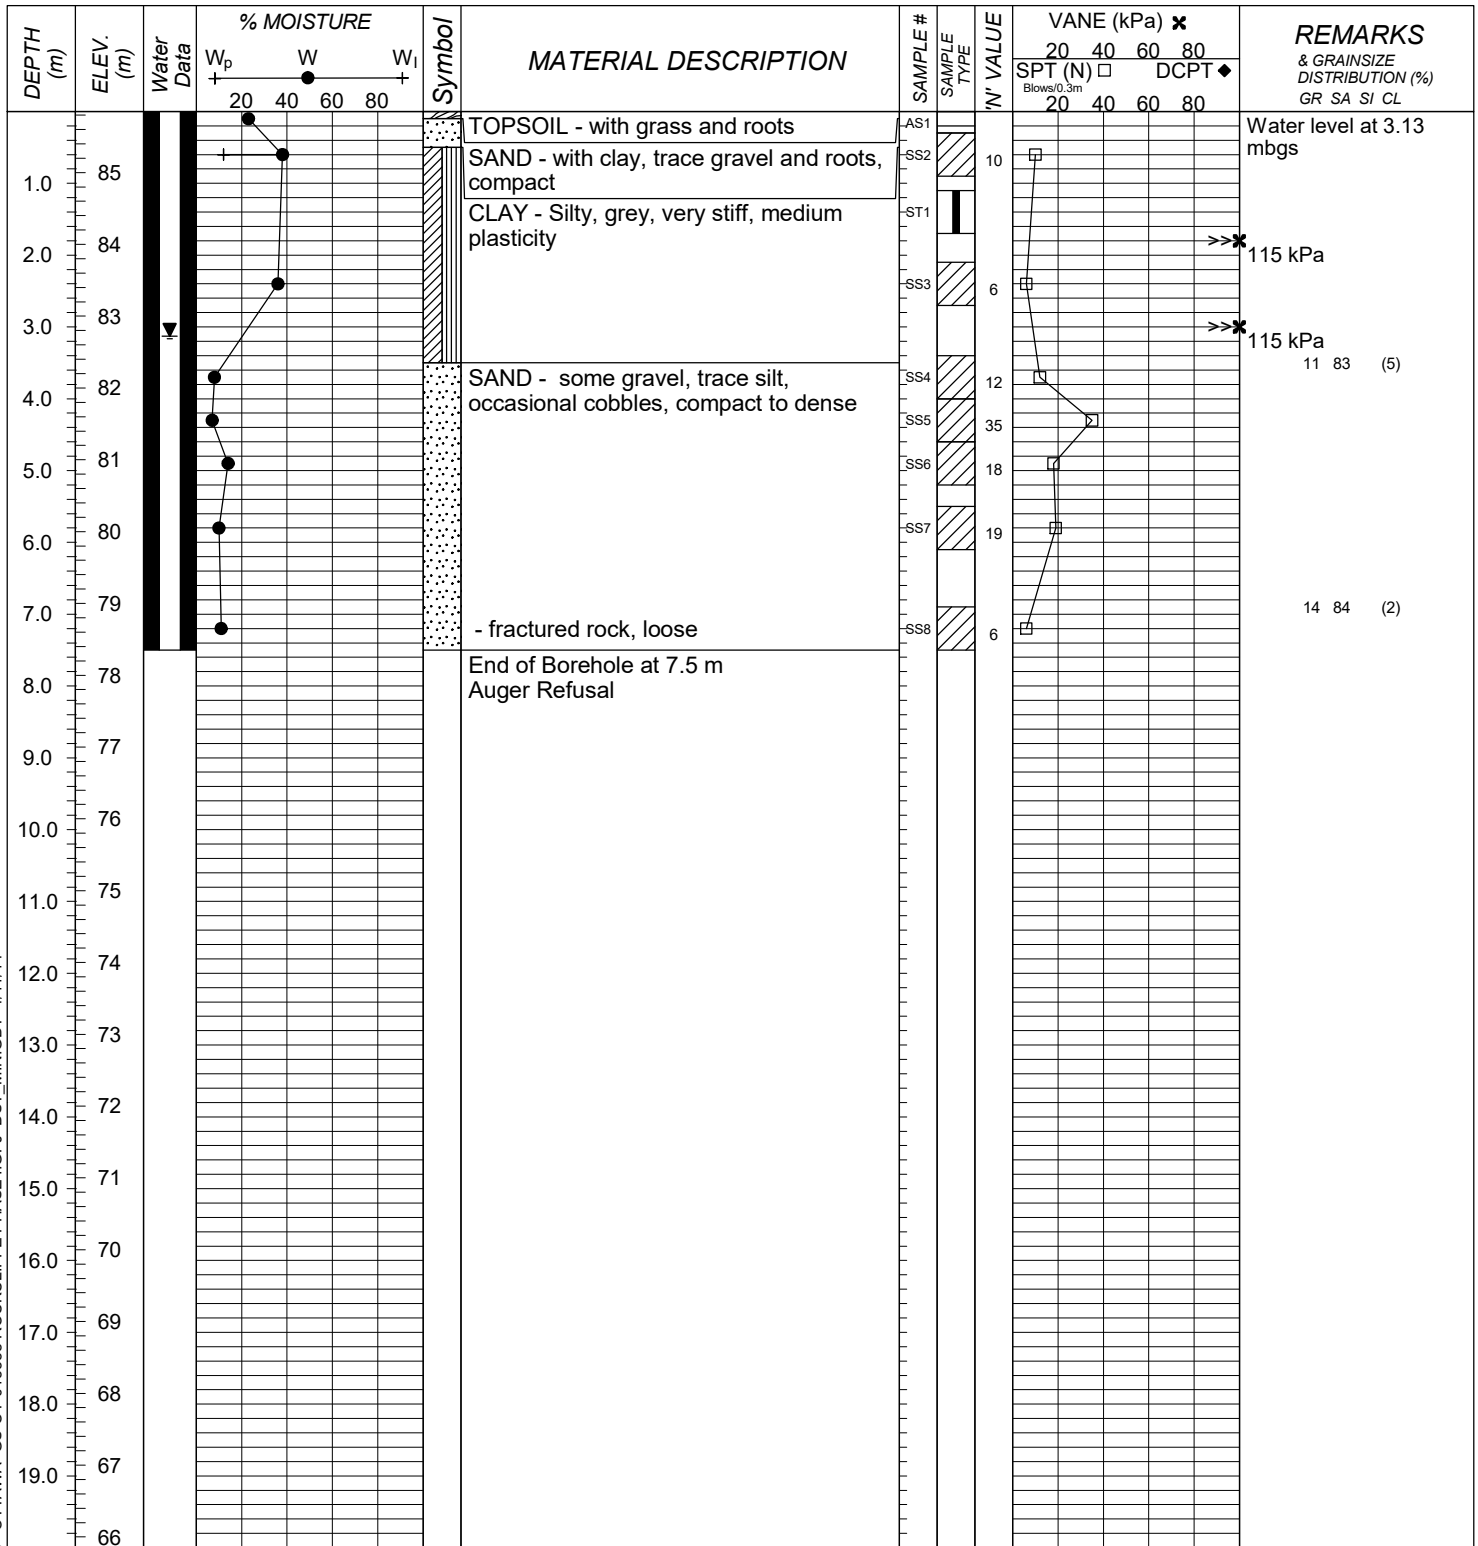 DEPTH (m)
ELEV. (m)
Water Data
% MOISTURE
Wp W Wl
20 40 60 80
Symbol
MATERIAL DESCRIPTION
SAMPLE #
SAMPLE TYPE
'N' VALUE
VANE (kPa) ✖
20 40 60 80
SPT (N) □ DCPT ◆
Blows/0.3m
20 40 60 80
REMARKS
& GRAINSIZE
DISTRIBUTION (%)
GR SA SI CL
TOPSOIL - with grass and roots
AS1
Water level at 3.13
mbgs
SAND - with clay, trace gravel and roots,
compact
SS2
10
85
1.0
CLAY - Silty, grey, very stiff, medium
plasticity
ST1
84
2.0
>>✖
115 kPa
SS3
6
83
3.0
>>✖
115 kPa
11 83 (5)
SAND - some gravel, trace silt,
occasional cobbles, compact to dense
SS4
12
82
4.0
SS5
35
81
5.0
SS6
18
80
6.0
SS7
19
79
7.0
14 84 (2)
- fractured rock, loose
SS8
6
End of Borehole at 7.5 m
Auger Refusal
78
8.0
77
9.0
76
10.0
75
11.0
74
12.0
73
13.0
72
14.0
71
15.0
70
16.0
69
17.0
68
18.0
67
19.0
66